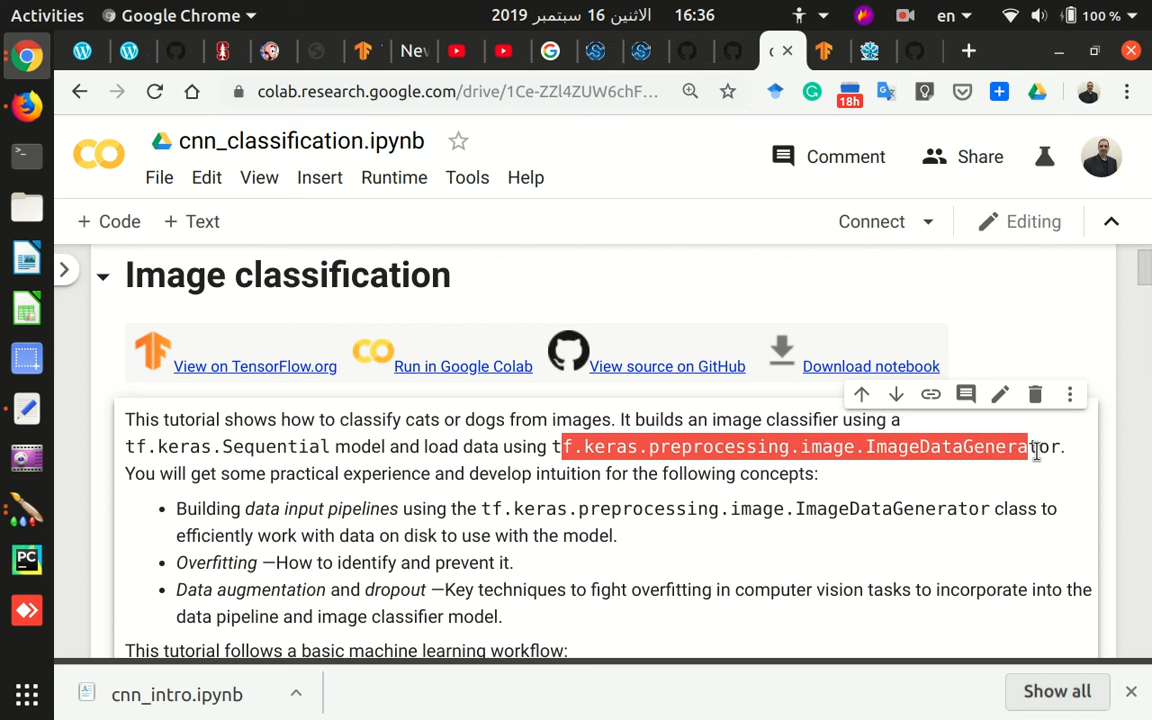 Activities Google Chrome الاثنين 16 سبتمبر 2019 16:36 en 100 %
Nev
colab.research.google.com/drive/1Ce-ZZl4ZUW6chF... 18h
cnn_classification.ipynb
Comment Share
File Edit View Insert Runtime Tools Help
+ Code + Text Connect Editing
Image classification
View on TensorFlow.org Run in Google Colab View source on GitHub Download notebook
This tutorial shows how to classify cats or dogs from images. It builds an image classifier using a
tf.keras.Sequential model and load data using tf.keras.preprocessing.image.ImageDataGenerator.
You will get some practical experience and develop intuition for the following concepts:
• Building data input pipelines using the tf.keras.preprocessing.image.ImageDataGenerator class to
efficiently work with data on disk to use with the model.
• Overfitting —How to identify and prevent it.
• Data augmentation and dropout —Key techniques to fight overfitting in computer vision tasks to incorporate into the
data pipeline and image classifier model.
This tutorial follows a basic machine learning workflow:
cnn_intro.ipynb Show all
PC